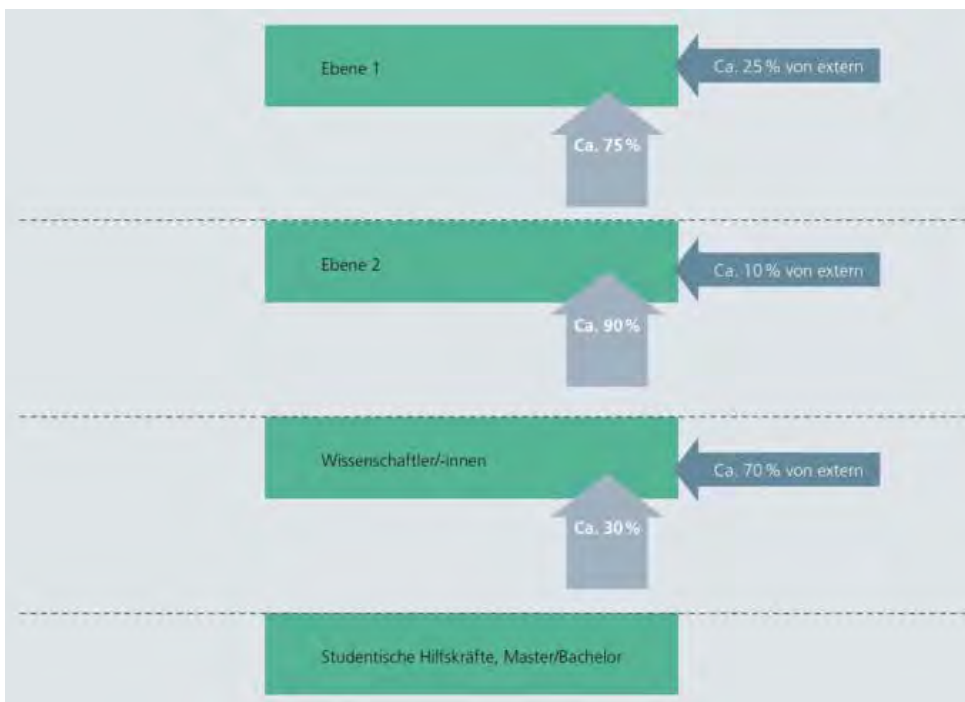 Ebene 1
Ca. 25 % von extern
Ca. 75 %
Ebene 2
Ca. 10 % von extern
Ca. 90 %
Wissenschaftler/-innen
Ca. 70 % von extern
Ca. 30 %
Studentische Hilfskräfte, Master/Bachelor